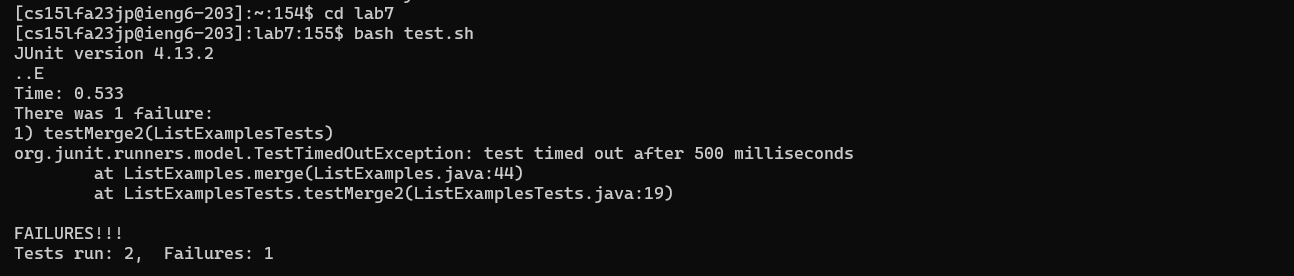 [cs15lfa23jp@ieng6-203]:~:154$ cd lab7
[cs15lfa23jp@ieng6-203]:lab7:155$ bash test.sh
JUnit version 4.13.2
..E
Time: 0.533
There was 1 failure:
1) testMerge2(ListExamplesTests)
org.junit.runners.model.TestTimedOutException: test timed out after 500 milliseconds
        at ListExamples.merge(ListExamples.java:44)
        at ListExamplesTests.testMerge2(ListExamplesTests.java:19)

FAILURES!!!
Tests run: 2,  Failures: 1